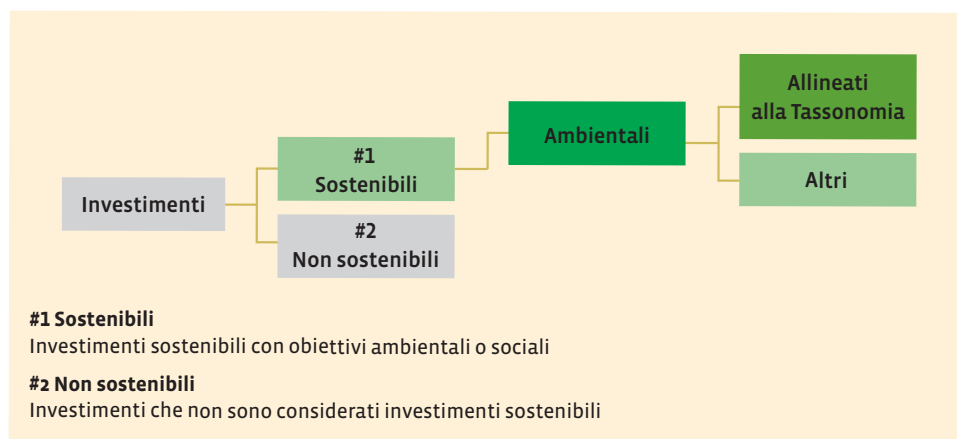 Investimenti
#1
Sostenibili
#2
Non sostenibili
Ambientali
Allineati
alla Tassonomia
Altri
#1 Sostenibili
Investimenti sostenibili con obiettivi ambientali o sociali
#2 Non sostenibili
Investimenti che non sono considerati investimenti sostenibili